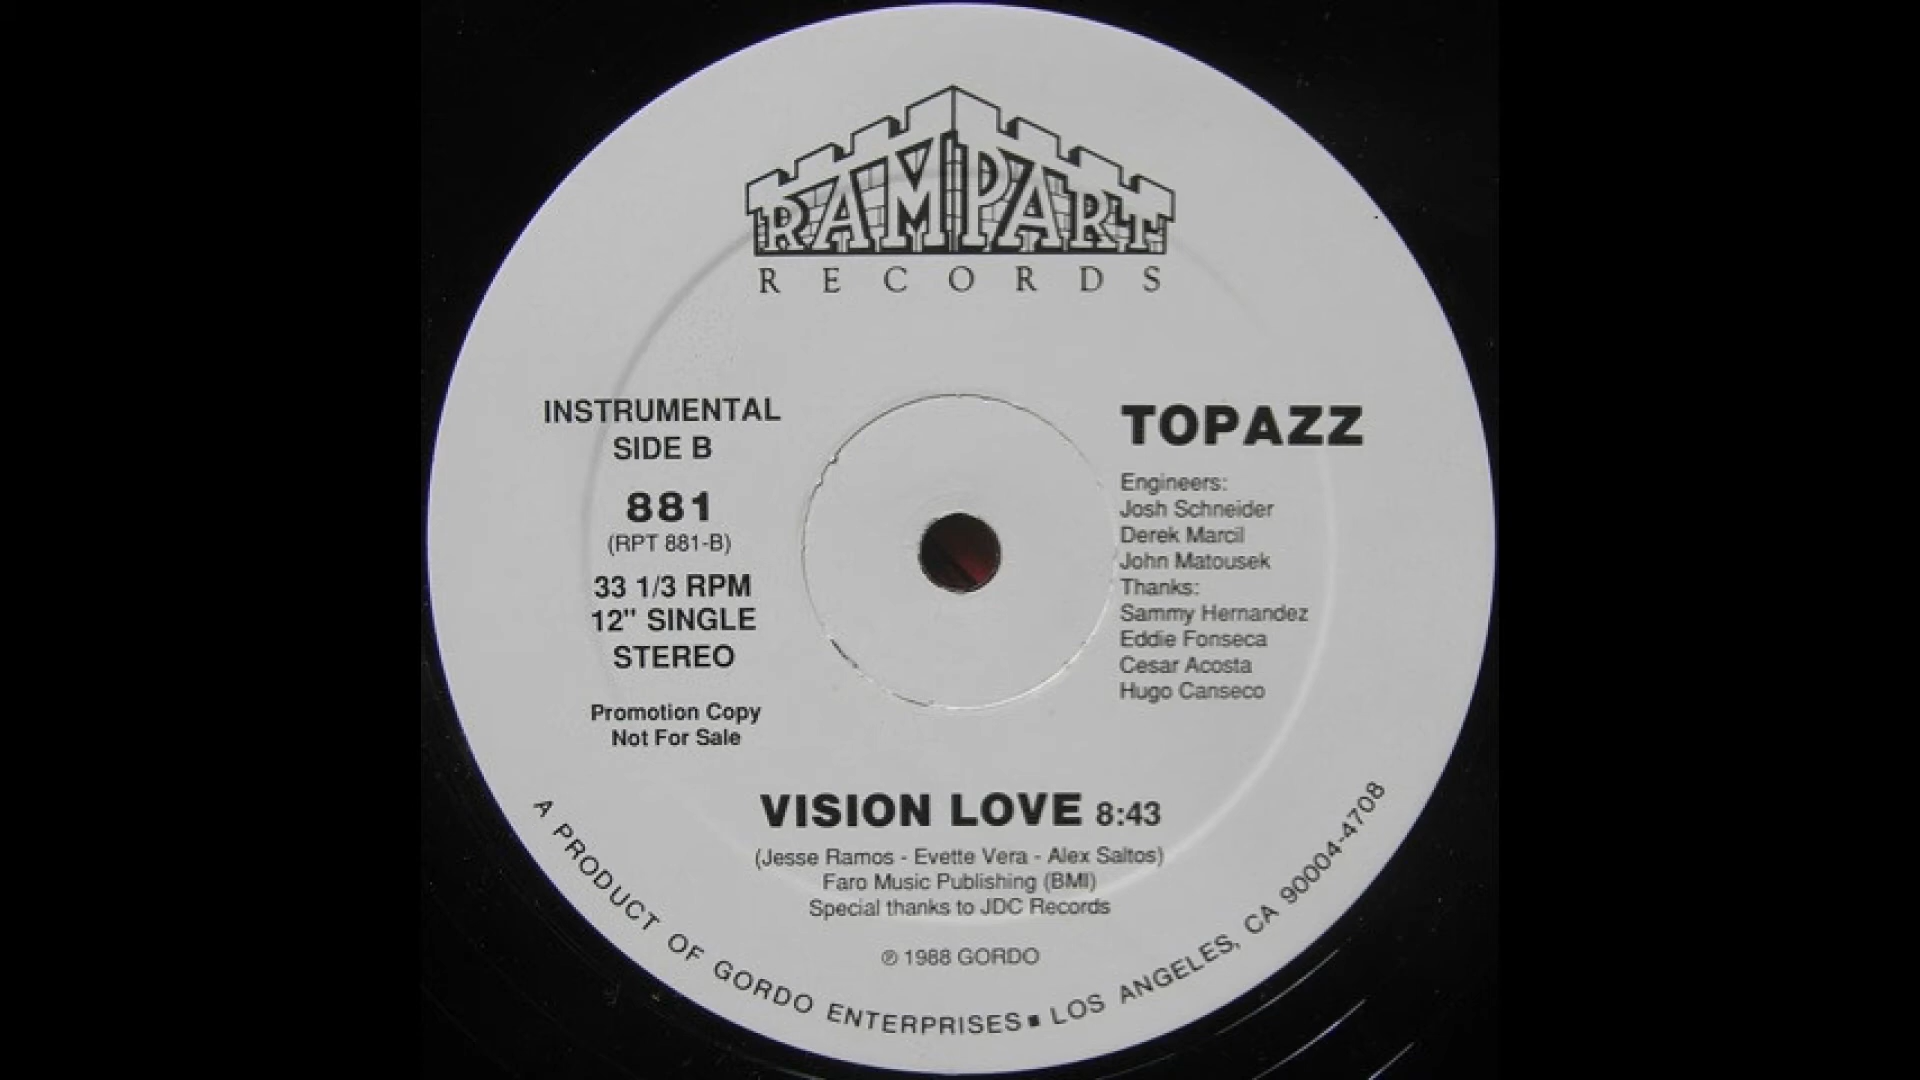 RAMPART
RECORDS
INSTRUMENTAL
SIDE B
881
(RPT 881-B)
33 1/3 RPM
12" SINGLE
STEREO
Promotion Copy
Not For Sale
TOPAZZ
Engineers:
Josh Schneider
Derek Marcil
John Matousek
Thanks:
Sammy Hernandez
Eddie Fonseca
Cesar Acosta
Hugo Canseco
VISION LOVE 8:43
(Jesse Ramos - Evette Vera - Alex Saltos)
Faro Music Publishing (BMI)
Special thanks to JDC Records
℗ 1988 GORDO
A PRODUCT OF GORDO ENTERPRISES ■ LOS ANGELES, CA 90004-4708